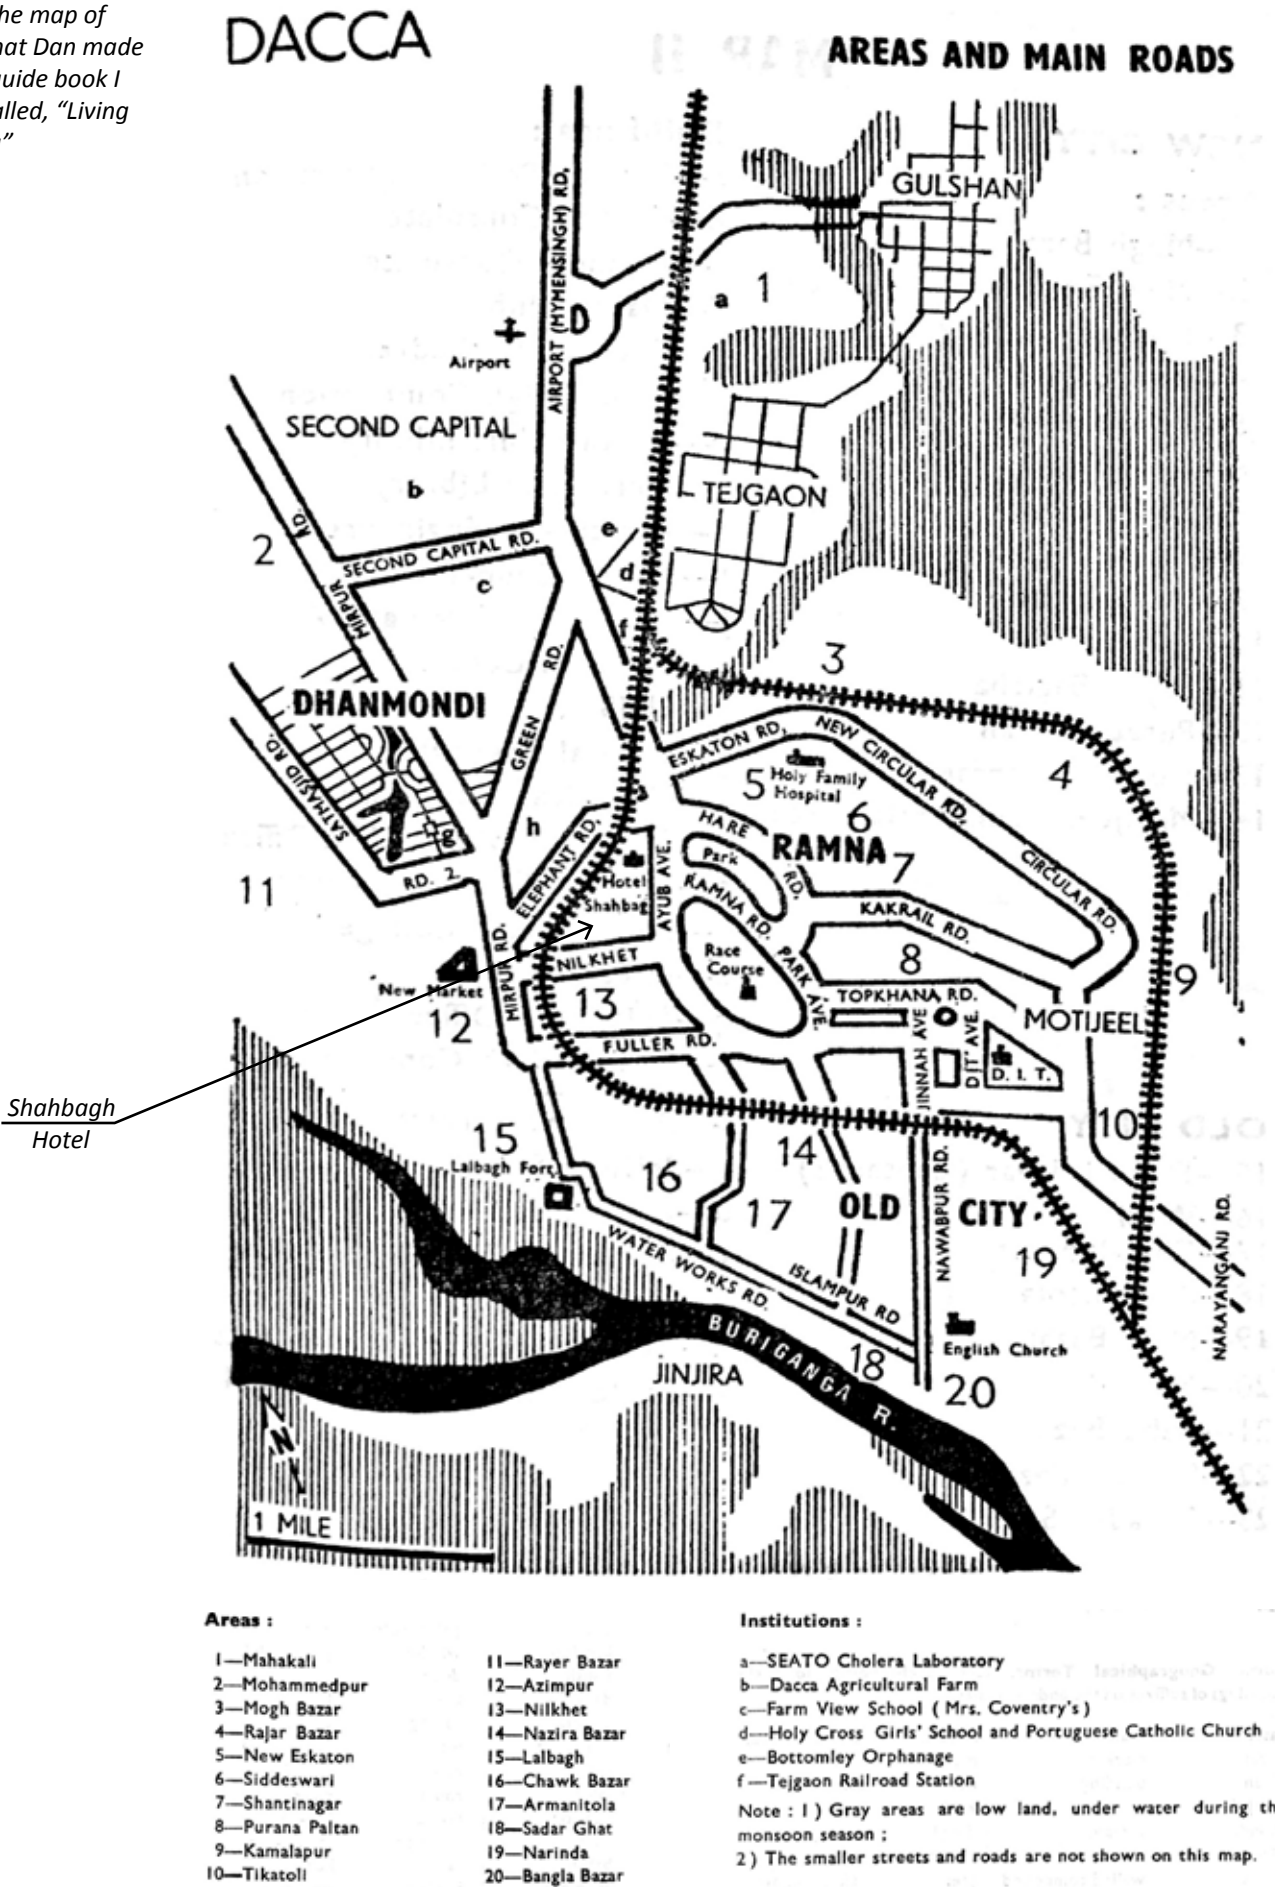 he map of
hat Dan made
uide book I
alled, “Living
DACCA
AREAS AND MAIN ROADS
GULSHAN
AIRPORT (MYMENSINGH) RD,
1
a
D
Airport
SECOND CAPITAL
b
TEJGAON
RD.
2
SECOND CAPITAL RD.
e
d
c
MIRPUR
f
RD.
3
DHANMONDI
GREEN
ESKATON RD,
NEW CIRCULAR RD.
SATMASJID RD.
5
Holy Family
Hospital
4
6
h
g
HARE
RD.
Park
RAMNA
7
ELEPHANT RD,
Hotel
Shahbag
AYUB AVE.
RAMNA RD.
CIRCULAR RD.
11
RD. 2
KAKRAIL RD.
MIRPUR RD.
NILKHET
Race
Course
PARK AVE.
8
9
New Market
12
13
TOPKHANA RD.
MOTIJEEL
FULLER RD.
JINNAH AVE
DIT AVE.
D. I. T.
Shahbagh
Hotel
10
15
14
Lalbagh Fort
16
17
OLD CITY
NAWABPUR RD.
19
NARAYANGANJ RD.
WATER WORKS RD.
ISLAMPUR RD
BURIGANGA R.
18
English Church
JINJIRA
20
N
1 MILE
Areas :
1—Mahakali
2—Mohammedpur
3—Mogh Bazar
4—Rajar Bazar
5—New Eskaton
6—Siddeswari
7—Shantinagar
8—Purana Paltan
9—Kamalapur
10—Tikatoli
11—Rayer Bazar
12—Azimpur
13—Nilkhet
14—Nazira Bazar
15—Lalbagh
16—Chawk Bazar
17—Armanitola
18—Sadar Ghat
19—Narinda
20—Bangla Bazar
Institutions :
a—SEATO Cholera Laboratory
b—Dacca Agricultural Farm
c—Farm View School ( Mrs. Coventry's )
d—Holy Cross Girls' School and Portuguese Catholic Church
e—Bottomley Orphanage
f—Tejgaon Railroad Station
Note : 1 ) Gray areas are low land, under water during th
monsoon season ;
2 ) The smaller streets and roads are not shown on this map.